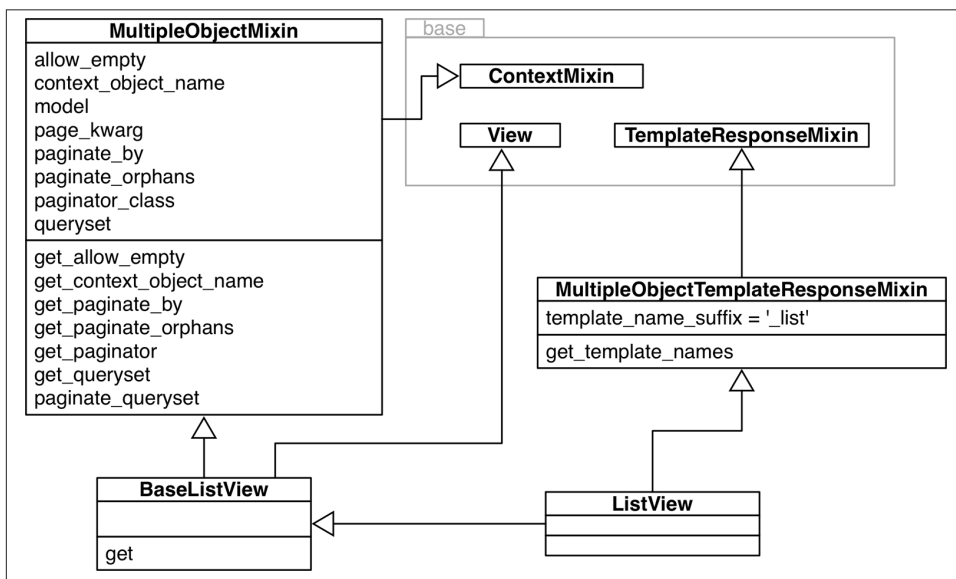 MultipleObjectMixin
allow_empty
context_object_name
model
page_kwarg
paginate_by
paginate_orphans
paginator_class
queryset
get_allow_empty
get_context_object_name
get_paginate_by
get_paginate_orphans
get_paginator
get_queryset
paginate_queryset
base
ContextMixin
View
TemplateResponseMixin
MultipleObjectTemplateResponseMixin
template_name_suffix = '_list'
get_template_names
BaseListView
get
ListView